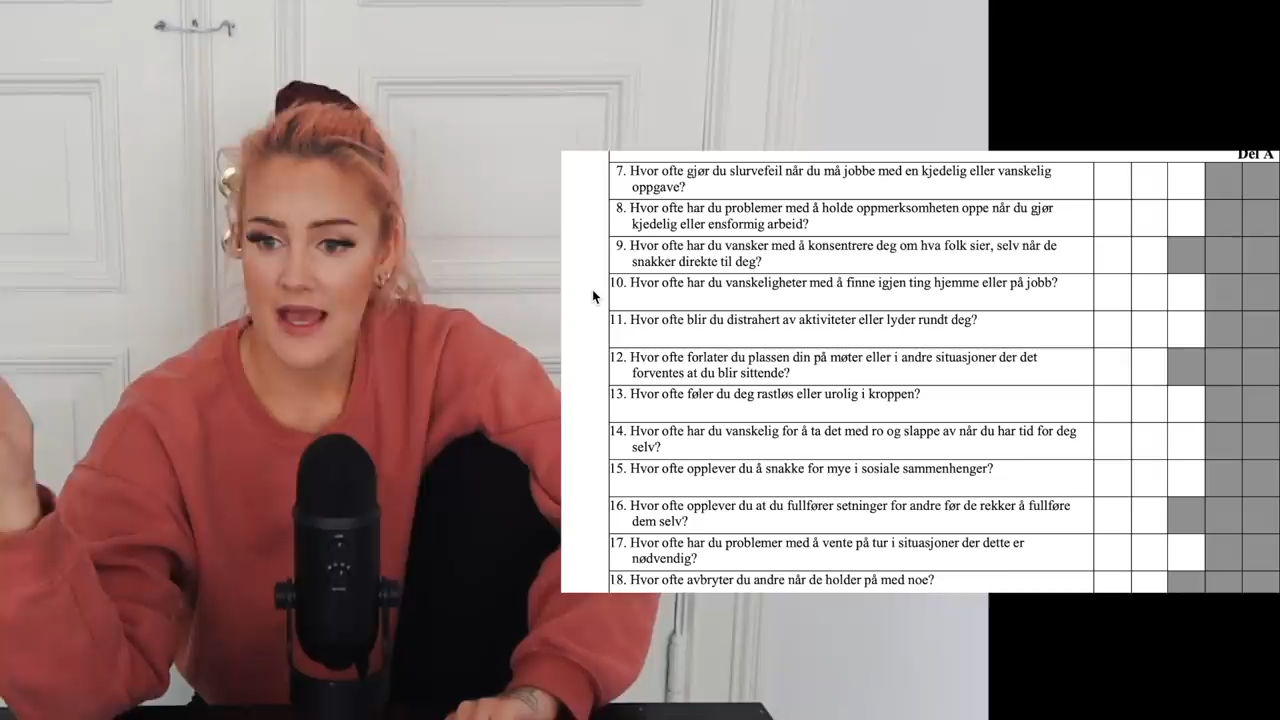 Del A
7. Hvor ofte gjør du slurvefeil når du må jobbe med en kjedelig eller vanskelig
oppgave?
8. Hvor ofte har du problemer med å holde oppmerksomheten oppe når du gjør
kjedelig eller ensformig arbeid?
9. Hvor ofte har du vansker med å konsentrere deg om hva folk sier, selv når de
snakker direkte til deg?
10. Hvor ofte har du vanskeligheter med å finne igjen ting hjemme eller på jobb?
11. Hvor ofte blir du distrahert av aktiviteter eller lyder rundt deg?
12. Hvor ofte forlater du plassen din på møter eller i andre situasjoner der det
forventes at du blir sittende?
13. Hvor ofte føler du deg rastløs eller urolig i kroppen?
14. Hvor ofte har du vanskelig for å ta det med ro og slappe av når du har tid for deg
selv?
15. Hvor ofte opplever du å snakke for mye i sosiale sammenhenger?
16. Hvor ofte opplever du at du fullfører setninger for andre før de rekker å fullføre
dem selv?
17. Hvor ofte har du problemer med å vente på tur i situasjoner der dette er
nødvendig?
18. Hvor ofte avbryter du andre når de holder på med noe?